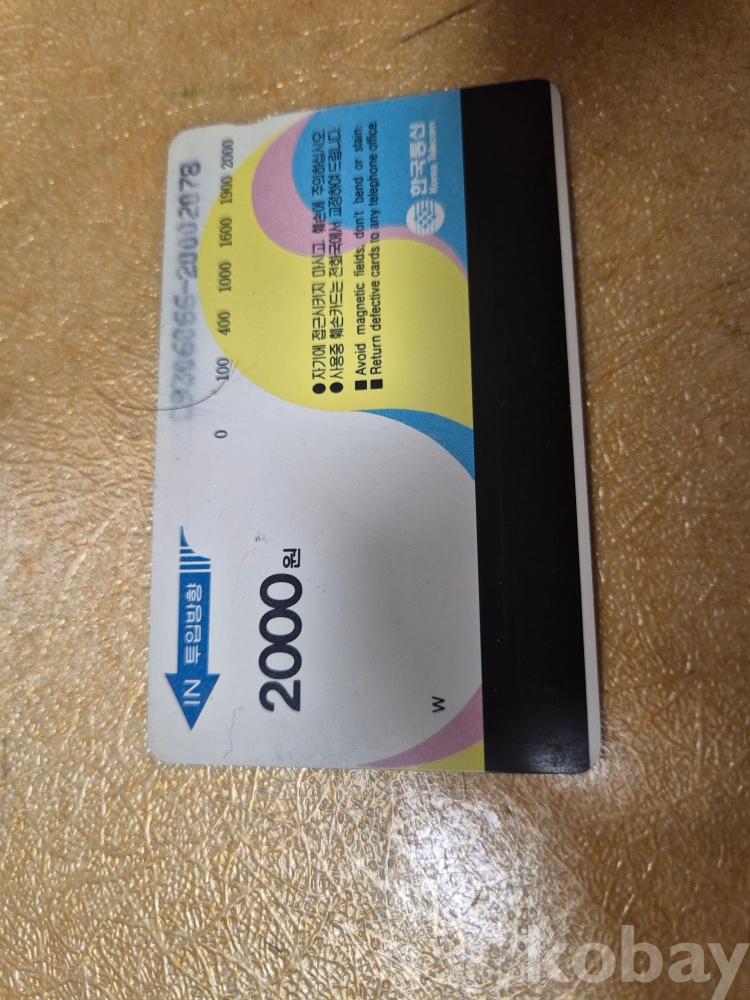 0 100 400 1000 1600 1900 2000
IN 투입방향
2000원
● 자기에 접근시키지 마시고, 훼손에 주의하십시오.
● 사용중 훼손카드는 전화국에서 교정하여 드립니다.
■ Avoid magnetic fields, don't bend or stain.
■ Return defective cards to any telephone office.
한국통신
Korea Telecom
W
kobay